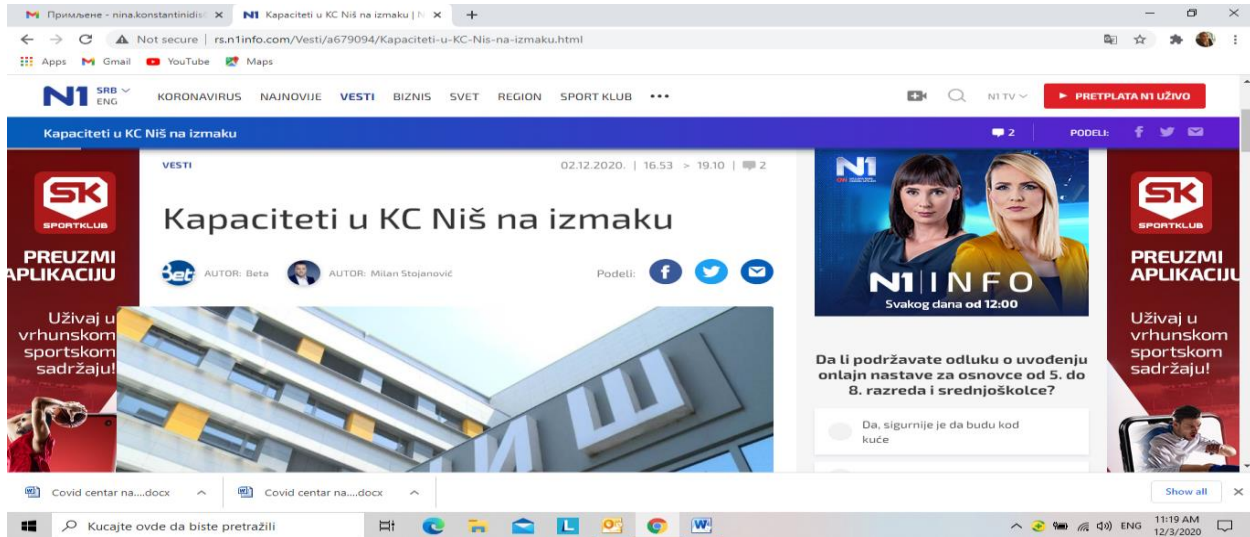 Примљене - nina.konstantinidis
Kapaciteti u KC Niš na izmaku | N
Not secure | rs.n1info.com/Vesti/a679094/Kapaciteti-u-KC-Nis-na-izmaku.html
Apps Gmail YouTube Maps
N1 SRB ENG KORONAVIRUS NAJNOVIJE VESTI BIZNIS SVET REGION SPORT KLUB ••• N1 TV PRETPLATA N1 UŽIVO
Kapaciteti u KC Niš na izmaku 2 PODELI:
SK
SPORTKLUB
PREUZMI
APLIKACIJU
Uživaj u
vrhunskom
sportskom
sadržaju!
VESTI 02.12.2020. | 16.53 > 19.10 | 2
Kapaciteti u KC Niš na izmaku
Bet AUTOR: Beta AUTOR: Milan Stojanović Podeli:
ИШ
N1
N1 INFO
Svakog dana od 12:00
Da li podržavate odluku o uvođenju
onlajn nastave za osnovce od 5. do
8. razreda i srednjoškolce?
Da, sigurnije je da budu kod
kuće
SK
SPORTKLUB
PREUZMI
APLIKACIJU
Uživaj u
vrhunskom
sportskom
sadržaju!
Covid centar na....docx Covid centar na....docx Show all
Kucajte ovde da biste pretražili ENG 11:19 AM
12/3/2020